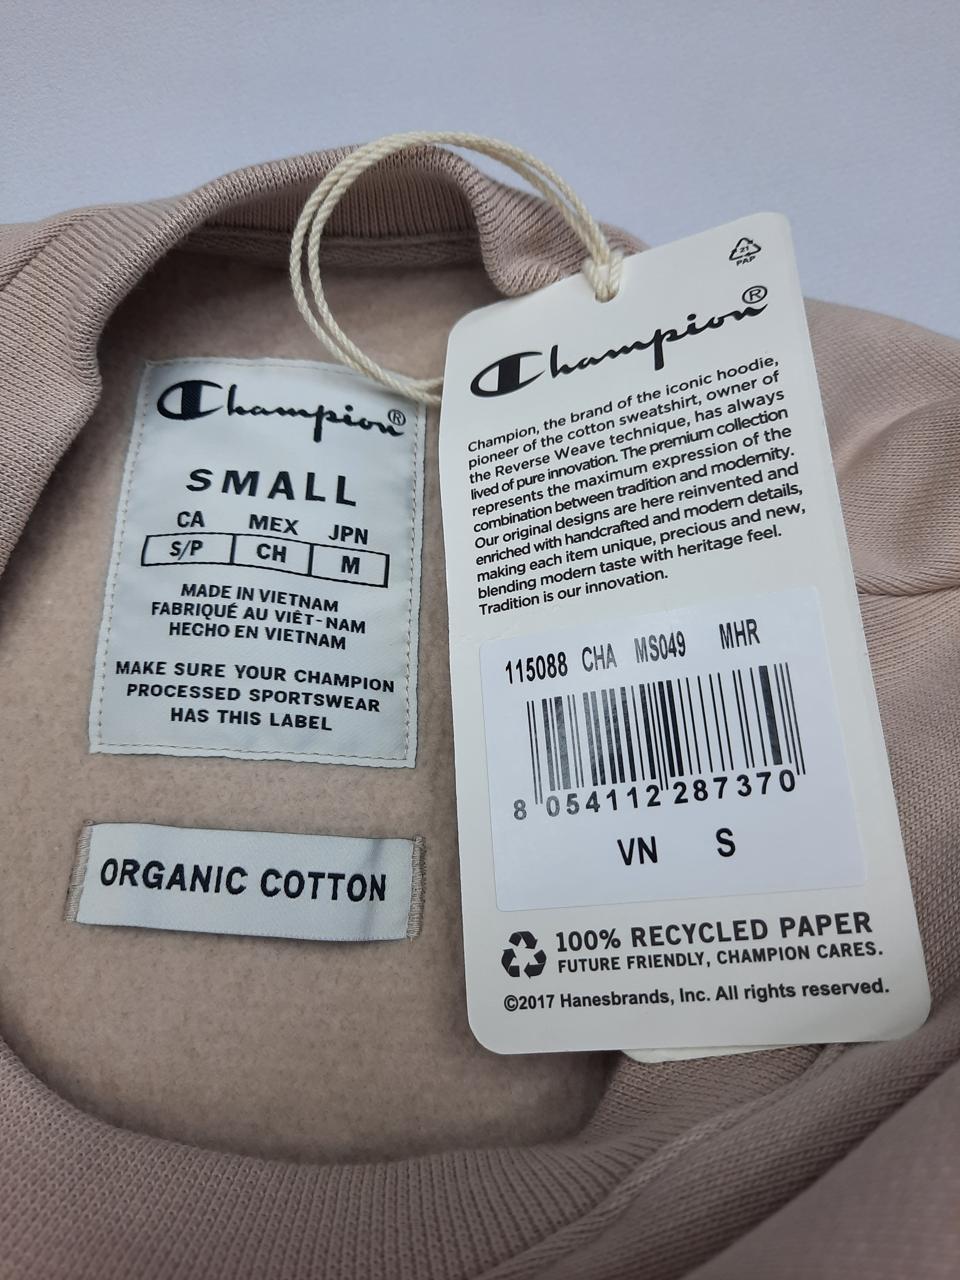 Champion®
SMALL
CA MEX JPN
S/P CH M
MADE IN VIETNAM
FABRIQUÉ AU VIÊT-NAM
HECHO EN VIETNAM
MAKE SURE YOUR CHAMPION
PROCESSED SPORTSWEAR
HAS THIS LABEL
ORGANIC COTTON
21
PAP
Champion®
Champion, the brand of the iconic hoodie,
pioneer of the cotton sweatshirt, owner of
the Reverse Weave technique, has always
lived of pure innovation. The premium collection
represents the maximum expression of the
combination between tradition and modernity.
Our original designs are here reinvented and
enriched with handcrafted and modern details,
making each item unique, precious and new,
blending modern taste with heritage feel.
Tradition is our innovation.
115088 CHA MS049 MHR
8 054112 287370
VN S
100% RECYCLED PAPER
FUTURE FRIENDLY, CHAMPION CARES.
©2017 Hanesbrands, Inc. All rights reserved.